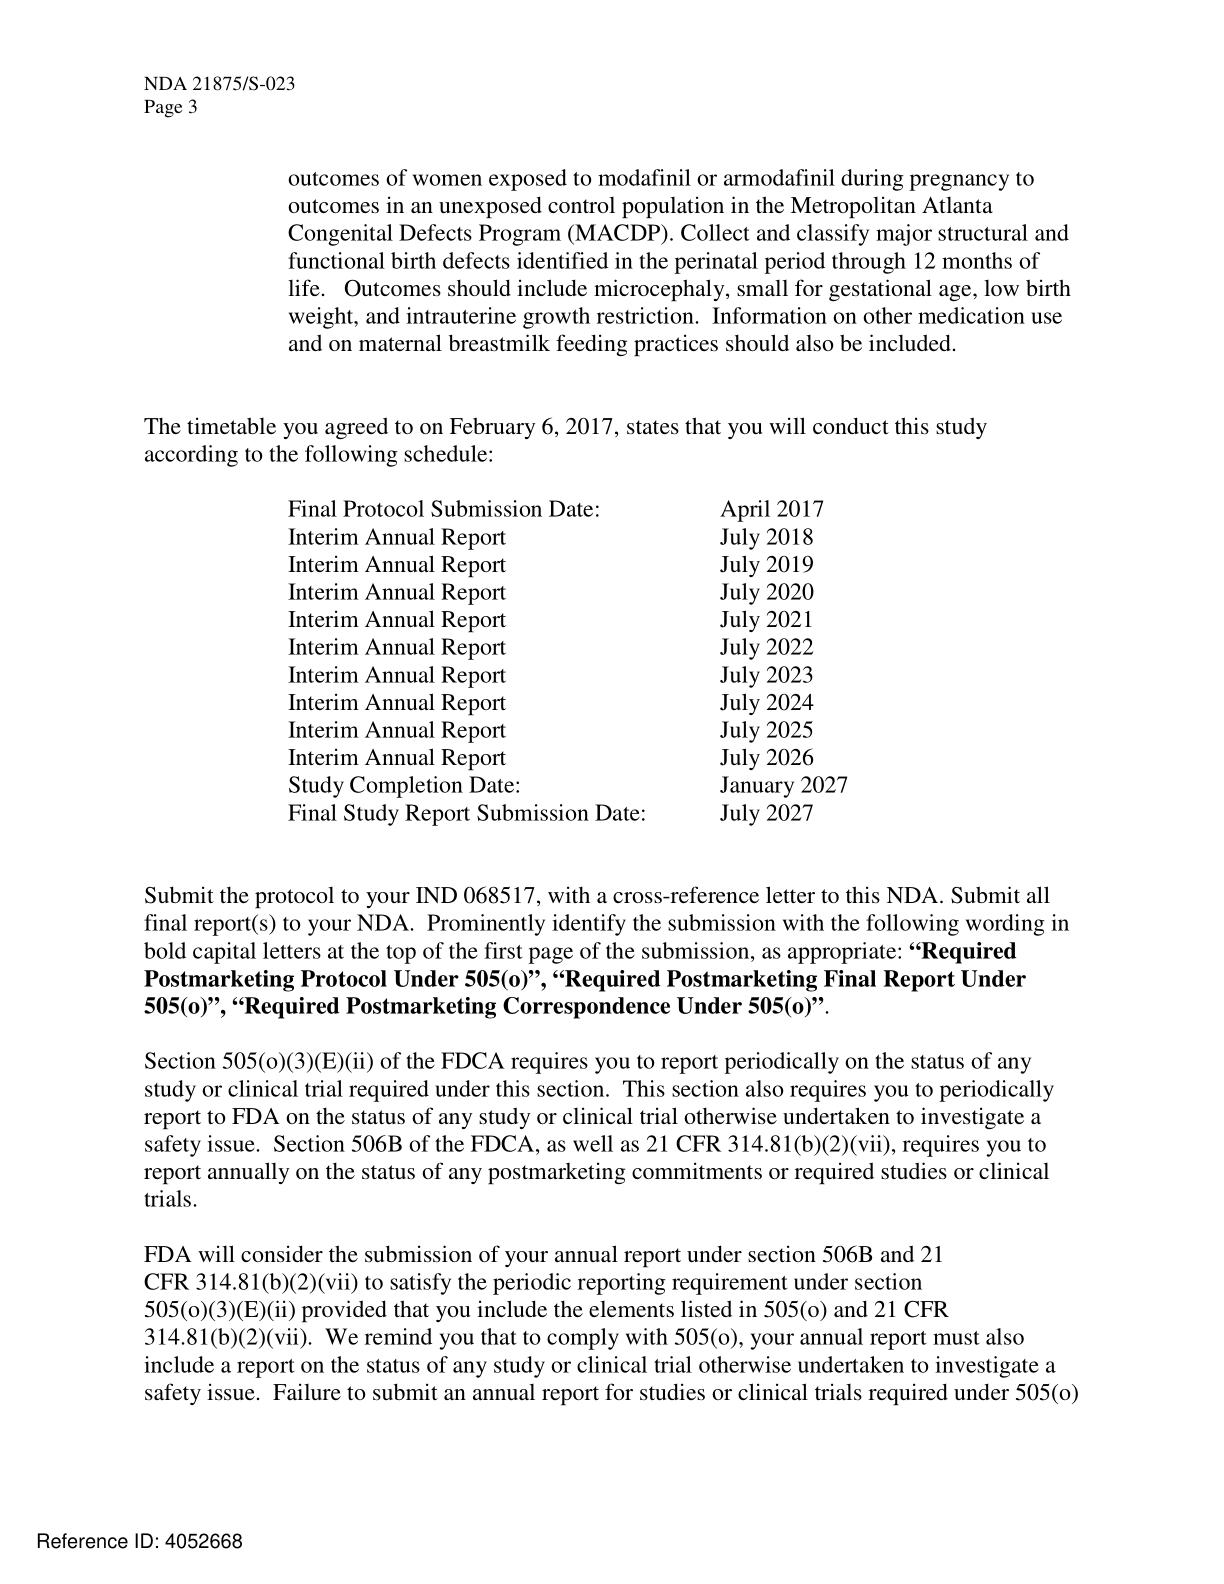 NDA 21875/S-023
Page 3
outcomes of women exposed to modafinil or armodafinil during pregnancy to
outcomes in an unexposed control population in the Metropolitan Atlanta
Congenital Defects Program (MACDP). Collect and classify major structural and
functional birth defects identified in the perinatal period through 12 months of
life.   Outcomes should include microcephaly, small for gestational age, low birth
weight, and intrauterine growth restriction.  Information on other medication use
and on maternal breastmilk feeding practices should also be included.
The timetable you agreed to on February 6, 2017, states that you will conduct this study
according to the following schedule:
Final Protocol Submission Date: April 2017
Interim Annual Report July 2018
Interim Annual Report July 2019
Interim Annual Report July 2020
Interim Annual Report July 2021
Interim Annual Report July 2022
Interim Annual Report July 2023
Interim Annual Report July 2024
Interim Annual Report July 2025
Interim Annual Report July 2026
Study Completion Date: January 2027
Final Study Report Submission Date: July 2027
Submit the protocol to your IND 068517, with a cross-reference letter to this NDA. Submit all
final report(s) to your NDA.  Prominently identify the submission with the following wording in
bold capital letters at the top of the first page of the submission, as appropriate: “Required
Postmarketing Protocol Under 505(o)”, “Required Postmarketing Final Report Under
505(o)”, “Required Postmarketing Correspondence Under 505(o)”.
Section 505(o)(3)(E)(ii) of the FDCA requires you to report periodically on the status of any
study or clinical trial required under this section.  This section also requires you to periodically
report to FDA on the status of any study or clinical trial otherwise undertaken to investigate a
safety issue.  Section 506B of the FDCA, as well as 21 CFR 314.81(b)(2)(vii), requires you to
report annually on the status of any postmarketing commitments or required studies or clinical
trials.
FDA will consider the submission of your annual report under section 506B and 21
CFR 314.81(b)(2)(vii) to satisfy the periodic reporting requirement under section
505(o)(3)(E)(ii) provided that you include the elements listed in 505(o) and 21 CFR
314.81(b)(2)(vii).  We remind you that to comply with 505(o), your annual report must also
include a report on the status of any study or clinical trial otherwise undertaken to investigate a
safety issue.  Failure to submit an annual report for studies or clinical trials required under 505(o)
Reference ID: 4052668